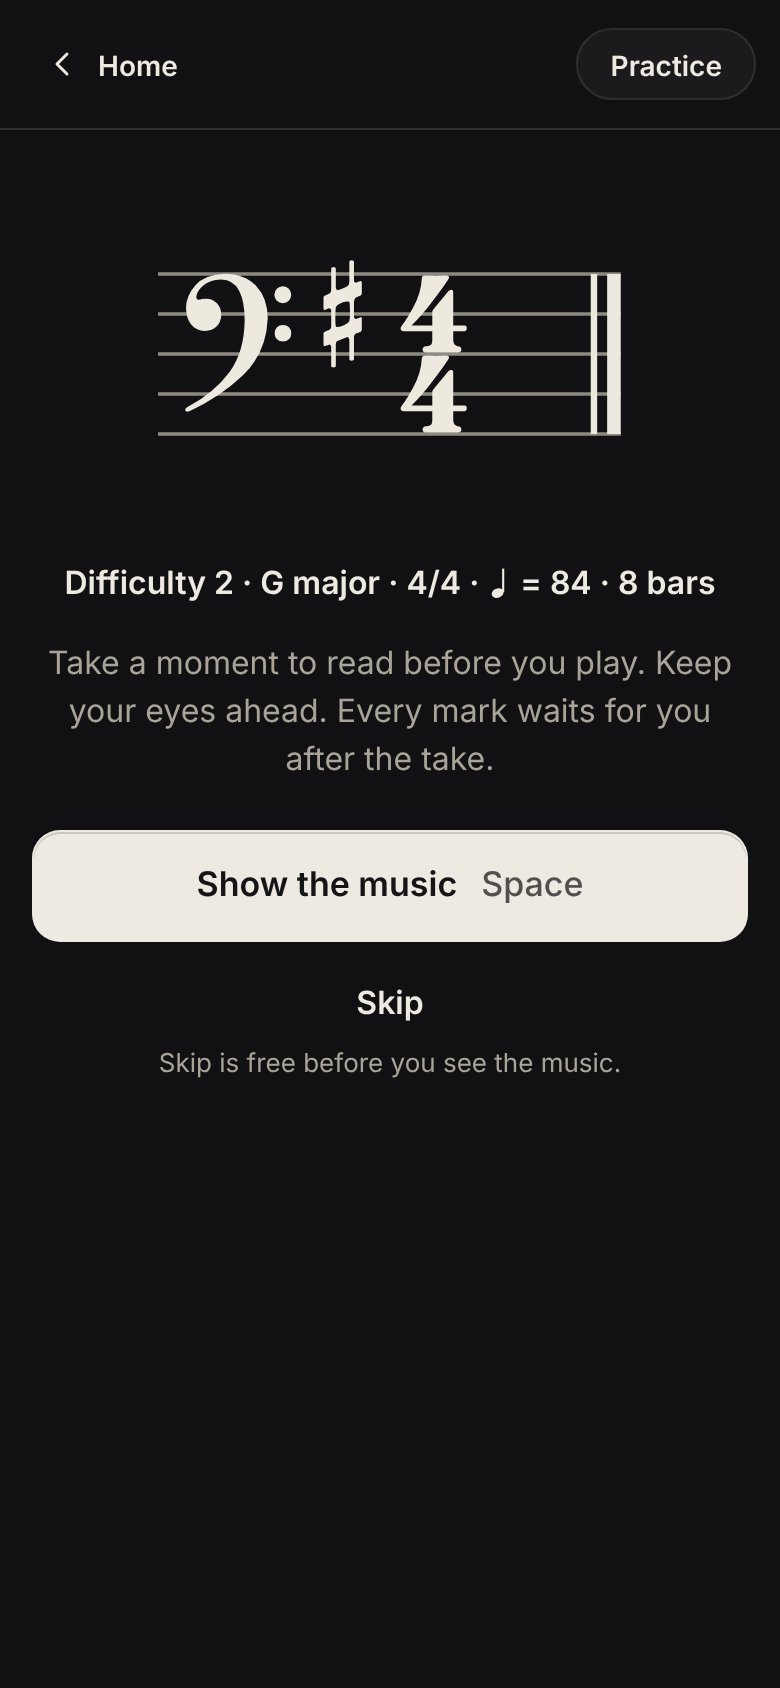 Home
Practice
4
4
Difficulty 2 · G major · 4/4 · ♩ = 84 · 8 bars
Take a moment to read before you play. Keep
your eyes ahead. Every mark waits for you
after the take.
Show the music Space
Skip
Skip is free before you see the music.